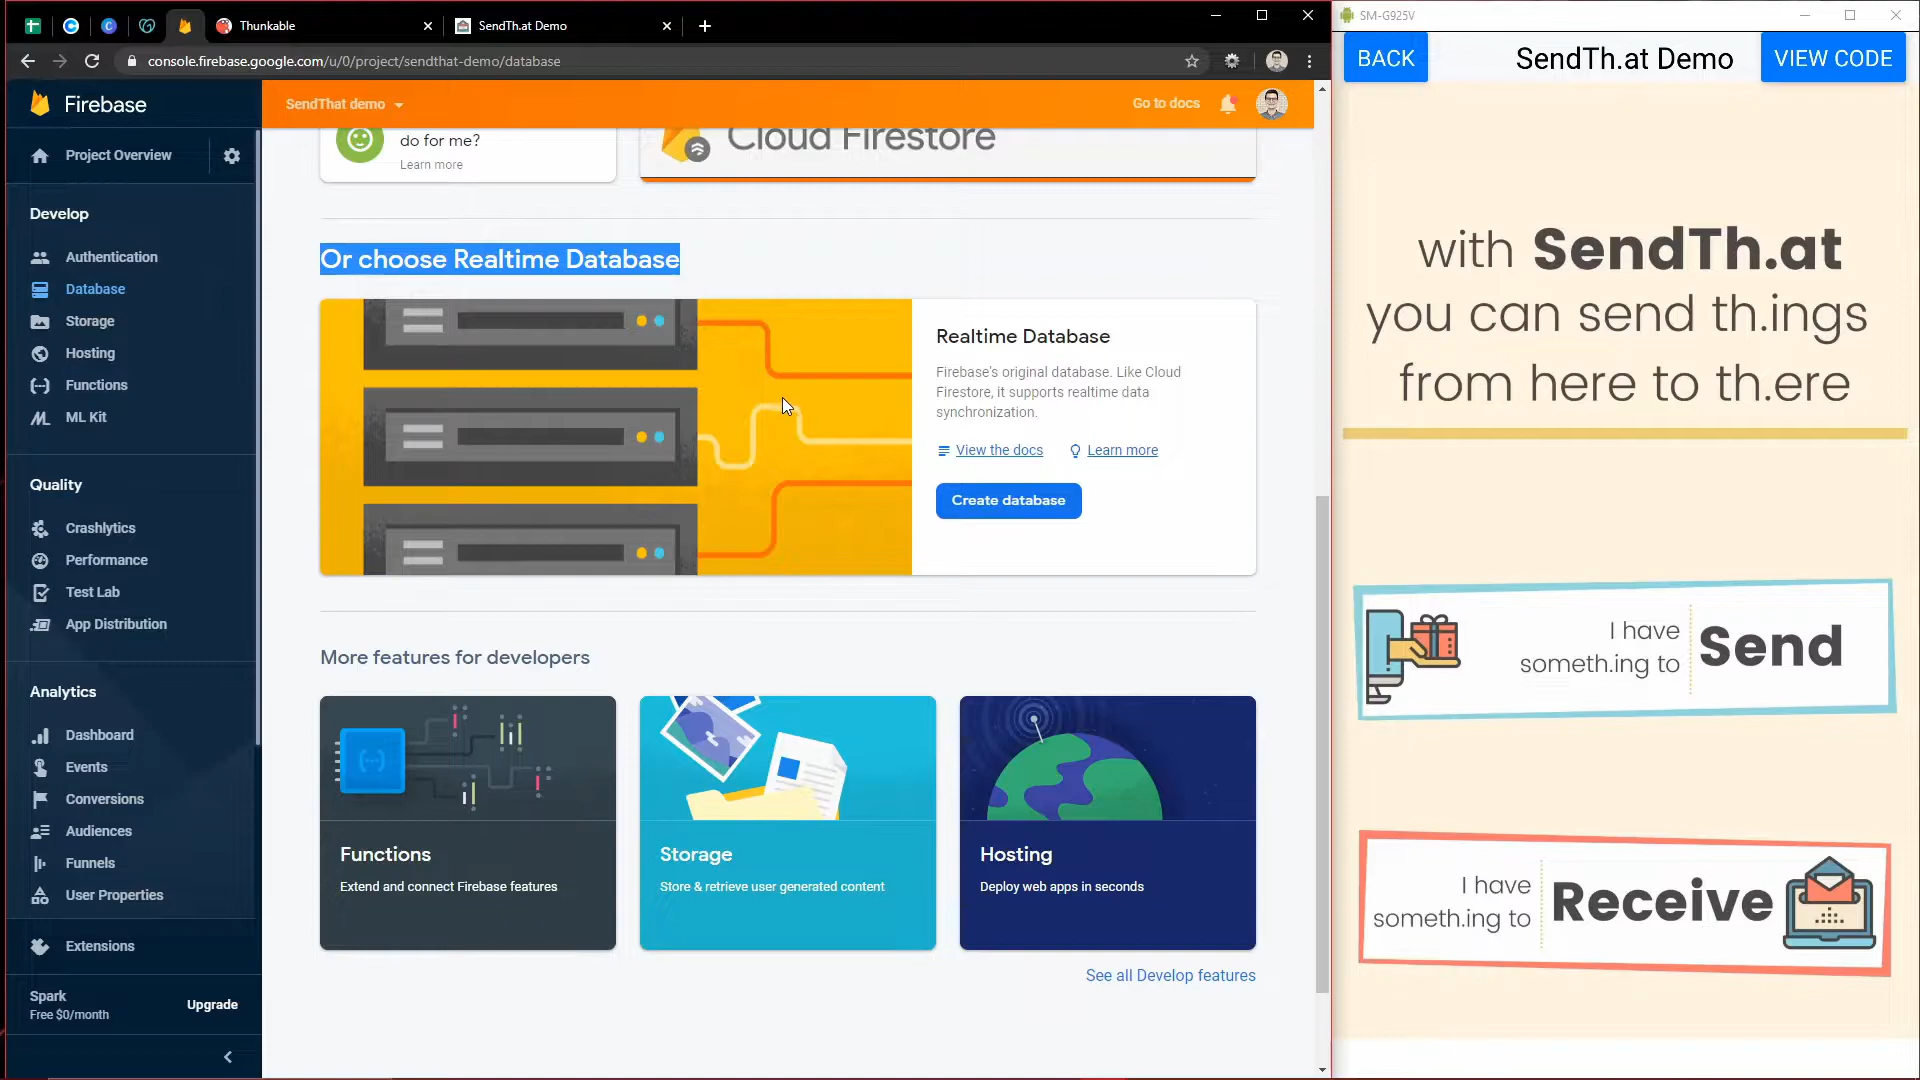 Thunkable
SendTh.at Demo
SM-G925V
console.firebase.google.com/u/0/project/sendthat-demo/database
Firebase
SendThat demo
Go to docs
Project Overview
Develop
Authentication
Database
Storage
Hosting
Functions
ML Kit
Quality
Crashlytics
Performance
Test Lab
App Distribution
Analytics
Dashboard
Events
Conversions
Audiences
Funnels
User Properties
Extensions
Spark
Free $0/month
Upgrade
do for me?
Learn more
Cloud Firestore
Or choose Realtime Database
Realtime Database
Firebase's original database. Like Cloud
Firestore, it supports realtime data
synchronization.
View the docs
Learn more
Create database
More features for developers
Functions
Extend and connect Firebase features
Storage
Store & retrieve user generated content
Hosting
Deploy web apps in seconds
See all Develop features
BACK
SendTh.at Demo
VIEW CODE
with SendTh.at
you can send th.ings
from here to th.ere
I have
someth.ing to
Send
I have
someth.ing to
Receive